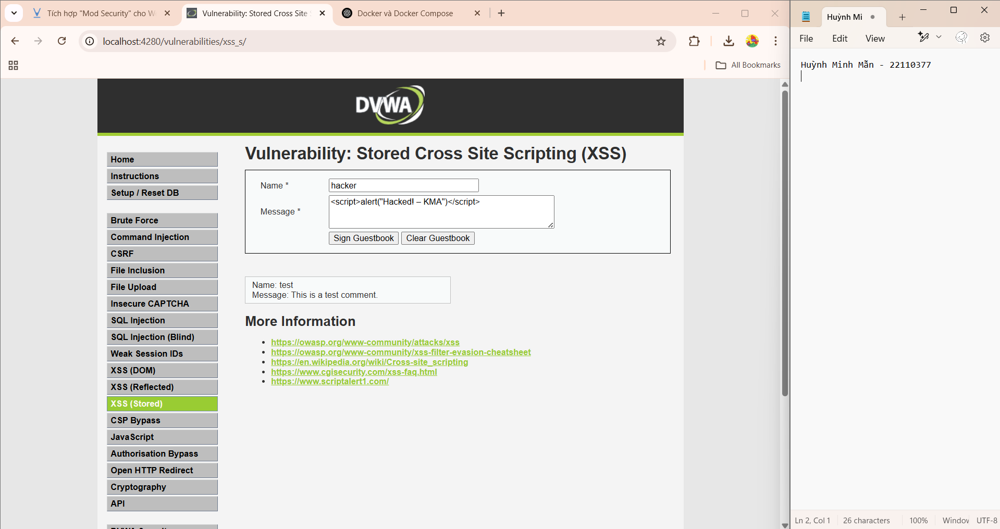 Tích hợp "Mod Security" cho W
Vulnerability: Stored Cross Site
Docker và Docker Compose
localhost:4280/vulnerabilities/xss_s/
All Bookmarks
DVWA
Home
Instructions
Setup / Reset DB
Brute Force
Command Injection
CSRF
File Inclusion
File Upload
Insecure CAPTCHA
SQL Injection
SQL Injection (Blind)
Weak Session IDs
XSS (DOM)
XSS (Reflected)
XSS (Stored)
CSP Bypass
JavaScript
Authorisation Bypass
Open HTTP Redirect
Cryptography
API
Vulnerability: Stored Cross Site Scripting (XSS)
Name *
hacker
Message *
<script>alert("Hacked! – KMA")</script>
Sign Guestbook
Clear Guestbook
Name: test
Message: This is a test comment.
More Information
https://owasp.org/www-community/attacks/xss
https://owasp.org/www-community/xss-filter-evasion-cheatsheet
https://en.wikipedia.org/wiki/Cross-site_scripting
https://www.cgisecurity.com/xss-faq.html
https://www.scriptalert1.com/
Huỳnh Mi
File Edit View
Huỳnh Minh Mẫn - 22110377
Ln 2, Col 1 26 characters 100% Window UTF-8